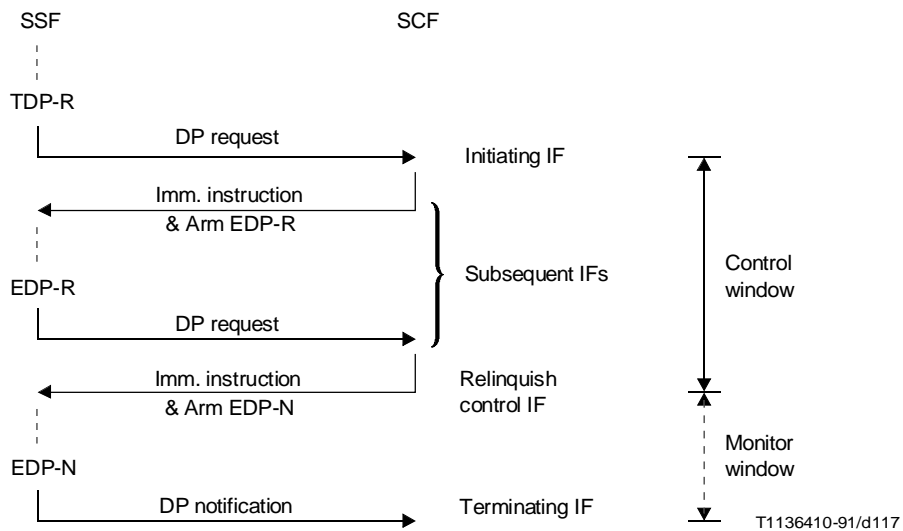 SSF
SCF
TDP-R
DP request
Initiating IF
Imm. instruction
& Arm EDP-R
Subsequent IFs
Control
window
EDP-R
DP request
Imm. instruction
& Arm EDP-N
Relinquish
control IF
Monitor
window
EDP-N
DP notification
Terminating IF
T1136410-91/d117